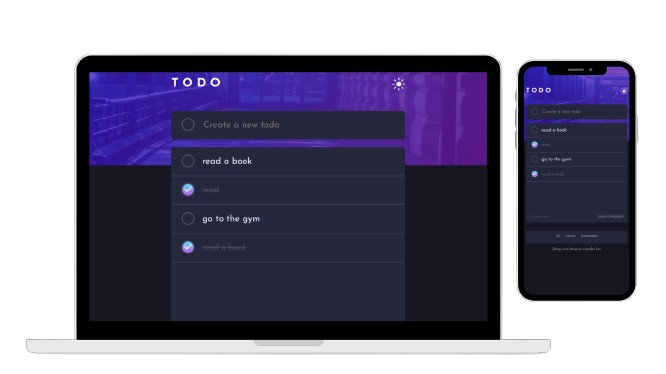 TODO
Create a new todo
read a book
read
go to the gym
read a book
TODO
Create a new todo
read a book
read
go to the gym
read a book
Clear Completed
All Active Completed
Drag and drop to reorder list